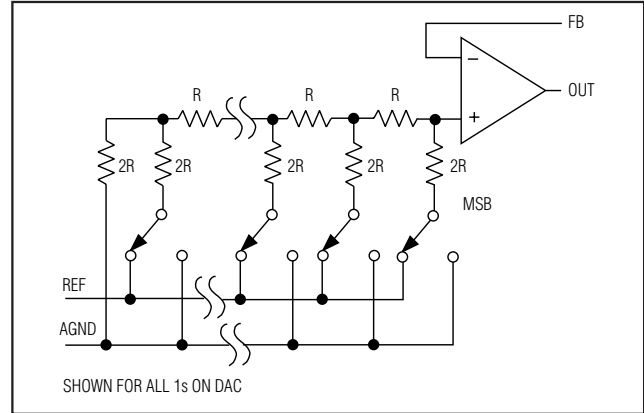 FB
−
OUT
+
R R R
2R 2R 2R 2R 2R
MSB
REF
AGND
SHOWN FOR ALL 1s ON DAC